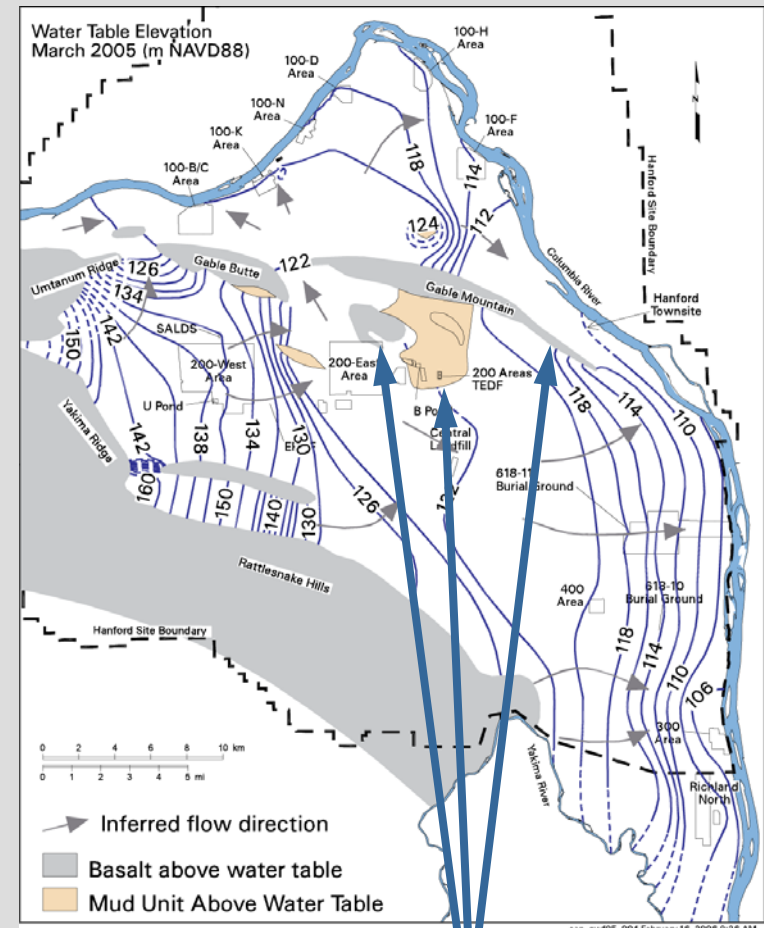 Water Table Elevation
March 2005 (m NAVD88)
100-H
Area
100-D
Area
100-N
Area
100-F
Area
100-K
Area
100-B/C
Area
N
118
114
112
124
122
Hanford Site Boundary
Columbia River
Umtanum Ridge
Gable Butte
Gable Mountain
Hanford
Townsite
126
134
142
150
SALDS
200-West
Area
200-East
Area
200 Areas
TEDF
U Pond
B Po
Central
Landfill
118
114
110
Yakima Ridge
142
138
134
130
126
618-11
Burial Ground
160
150
140
130
Rattlesnake Hills
400
Area
618-10
Burial Ground
Hanford Site Boundary
118
114
110
106
300
Area
Yakima River
Richland
North
0 2 4 6 8 10 km
0 1 2 3 4 5 mi
Inferred flow direction
Basalt above water table
Mud Unit Above Water Table